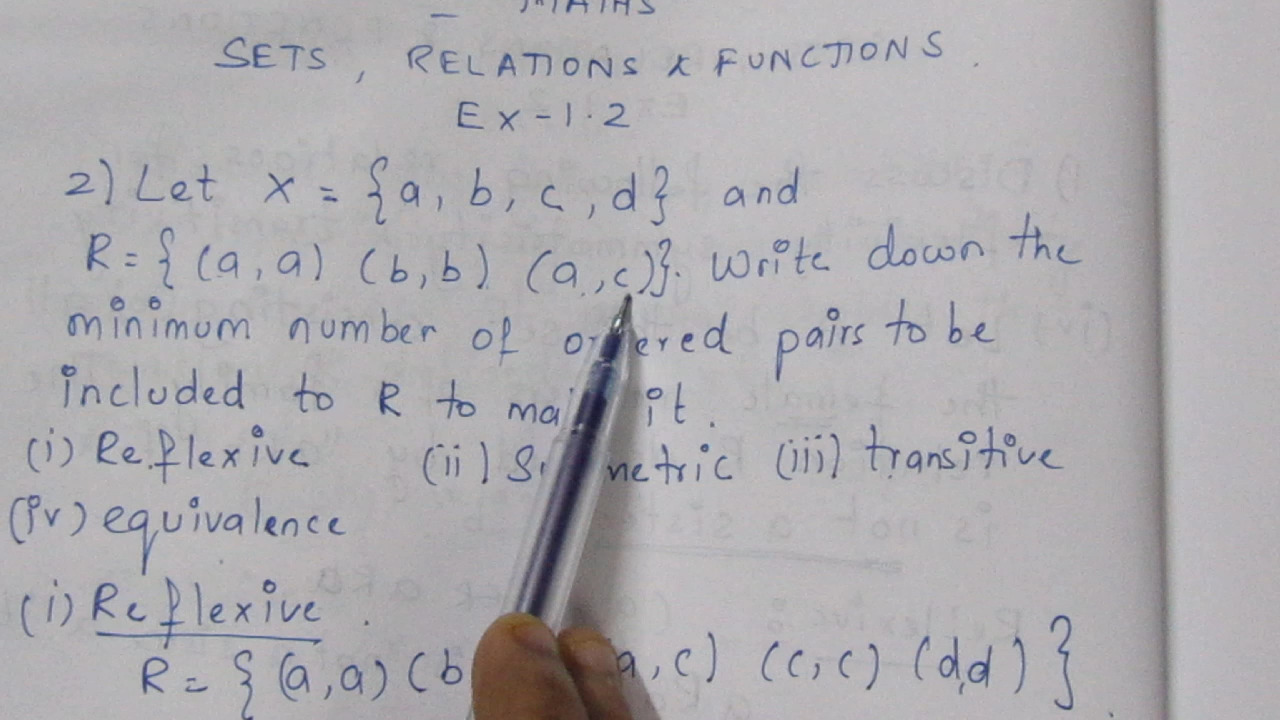 MATHS
SETS, RELATIONS & FUNCTIONS.
Ex-1.2
2) Let X = {a, b, c, d} and
R = { (a, a) (b, b) (a, c)}. Write down the
minimum number of ordered pairs to be
included to R to it.
(i) Reflexive (ii) Symmetric (iii) transitive
(iv) equivalence
(i) Reflexive.
R = { (a, a) (b a, c) (c, c) (d,d) }